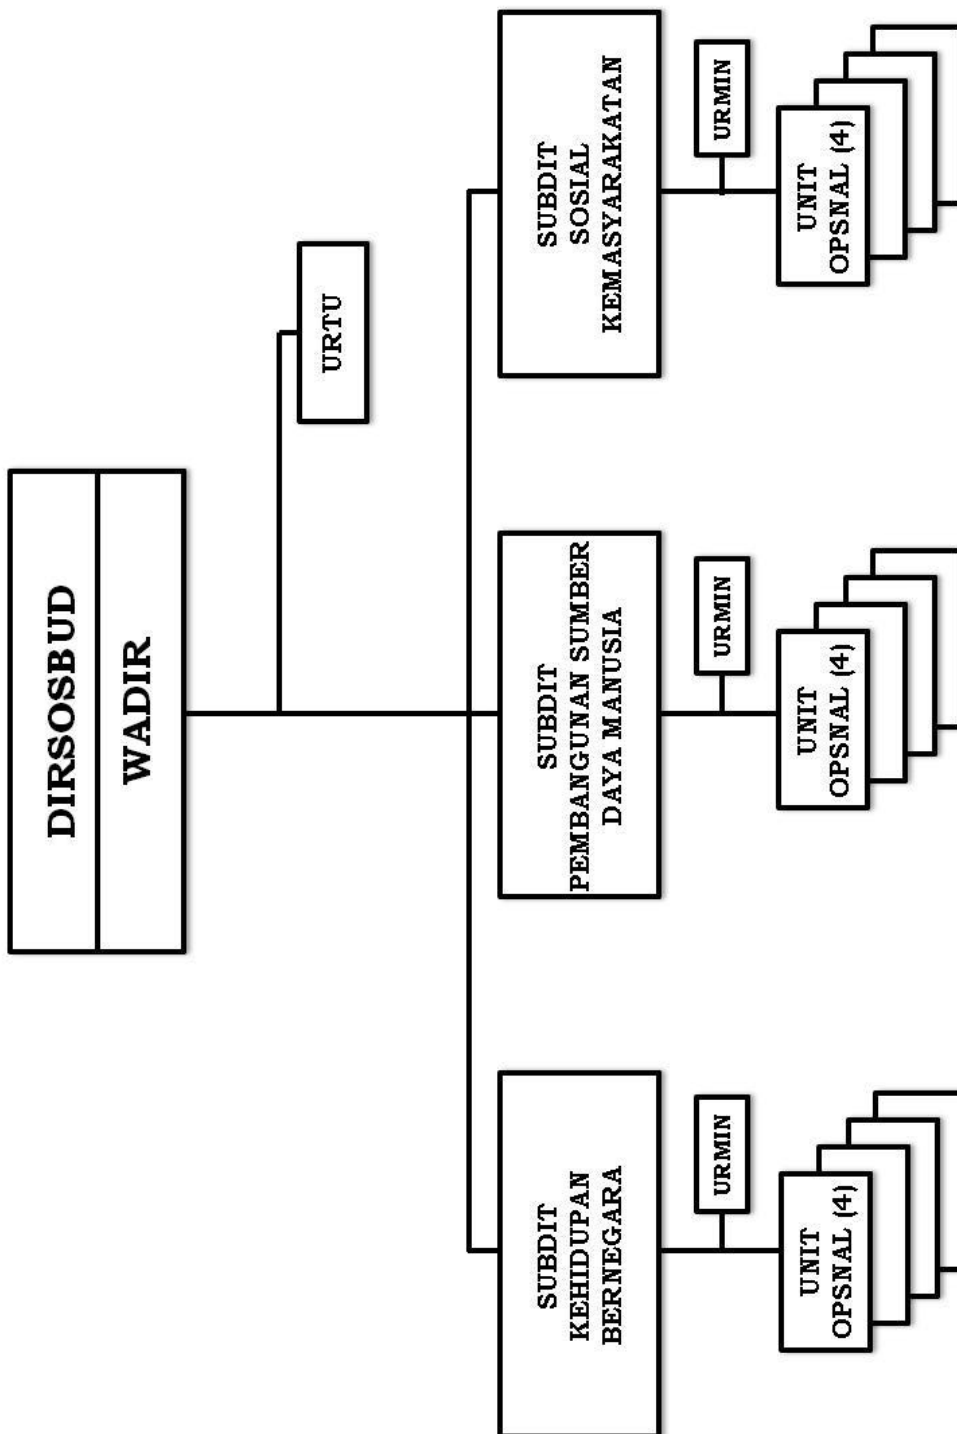 DIRSOSBUD
WADIR
URTU
SUBDIT
KEHIDUPAN
BERNEGARA
SUBDIT
PEMBANGUNAN SUMBER
DAYA MANUSIA
SUBDIT
SOSIAL
KEMASYARAKATAN
URMIN
URMIN
URMIN
UNIT
OPSNAL (4)
UNIT
OPSNAL (4)
UNIT
OPSNAL (4)